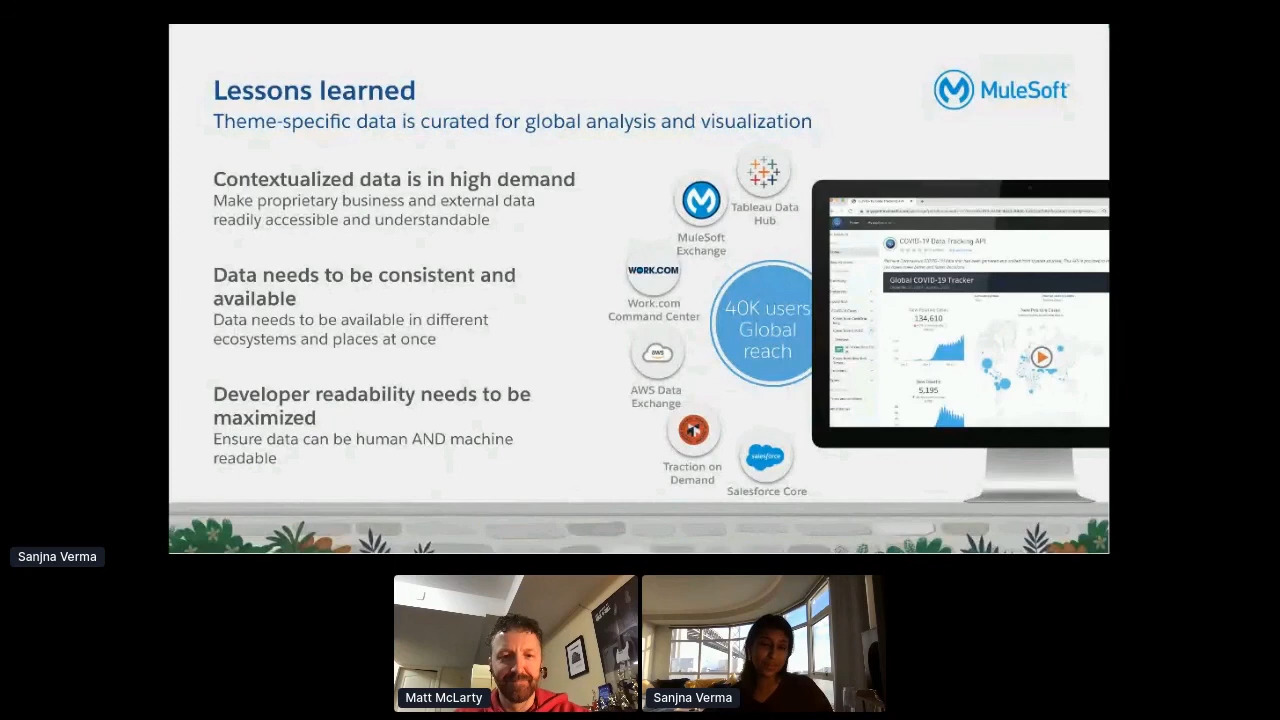 Lessons learned
Theme-specific data is curated for global analysis and visualization
MuleSoft
Contextualized data is in high demand
Make proprietary business and external data
readily accessible and understandable
Data needs to be consistent and
available
Data needs to be available in different
ecosystems and places at once
Developer readability needs to be
maximized
Ensure data can be human AND machine
readable
Tableau Data
Hub
MuleSoft
Exchange
WORK.COM
Work.com
Command Center
40K users
Global
reach
aws
AWS Data
Exchange
Traction on
Demand
salesforce
Salesforce Core
COVID-19 Data Tracking API
Global COVID-19 Tracker
134,610
5,195
Sanjna Verma
Matt McLarty
Sanjna Verma